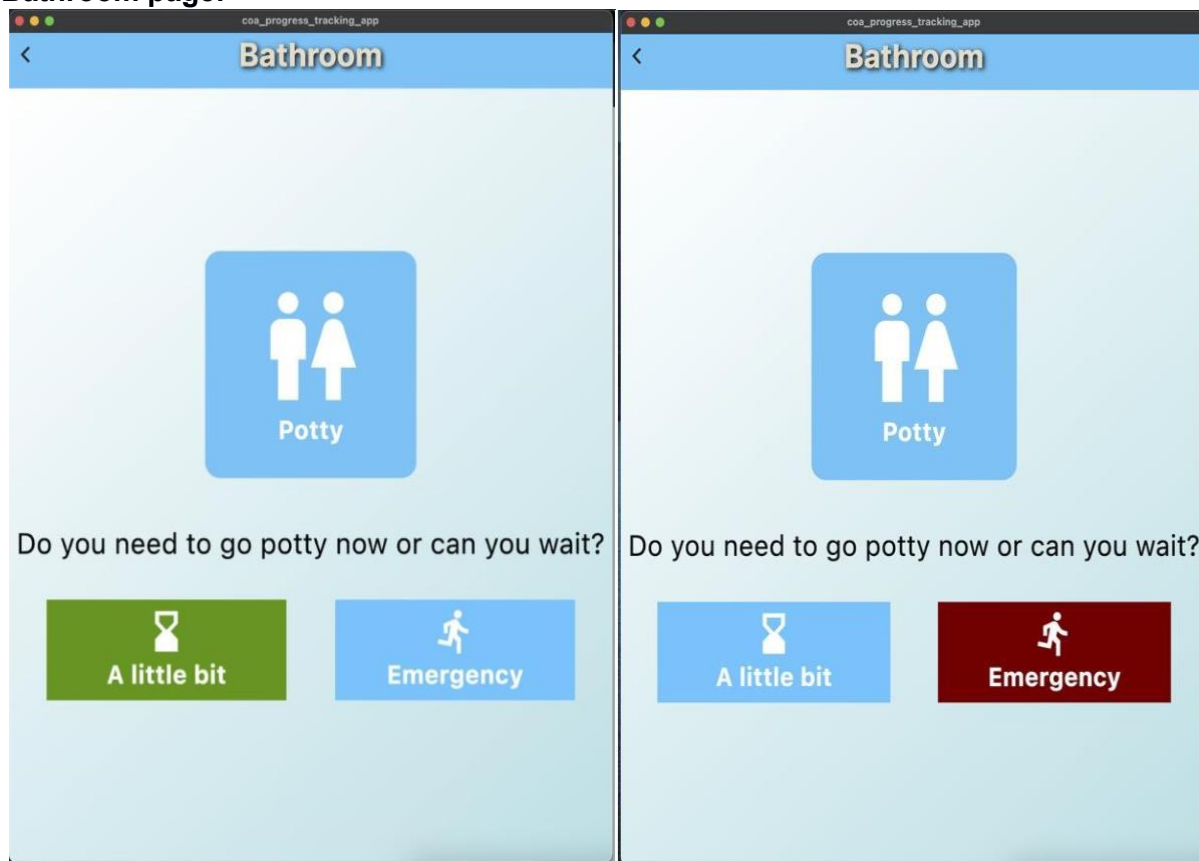 Bathroom page:
coa_progress_tracking_app
Bathroom
Potty
Do you need to go potty now or can you wait?
A little bit
Emergency
coa_progress_tracking_app
Bathroom
Potty
Do you need to go potty now or can you wait?
A little bit
Emergency